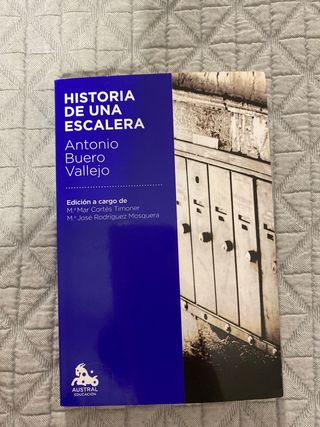 HISTORIA
DE UNA
ESCALERA
Antonio
Buero
Vallejo
Edición a cargo de
M.ª Mar Cortés Timoner
M.ª José Rodríguez Mosquera
AUSTRAL
EDUCACIÓN